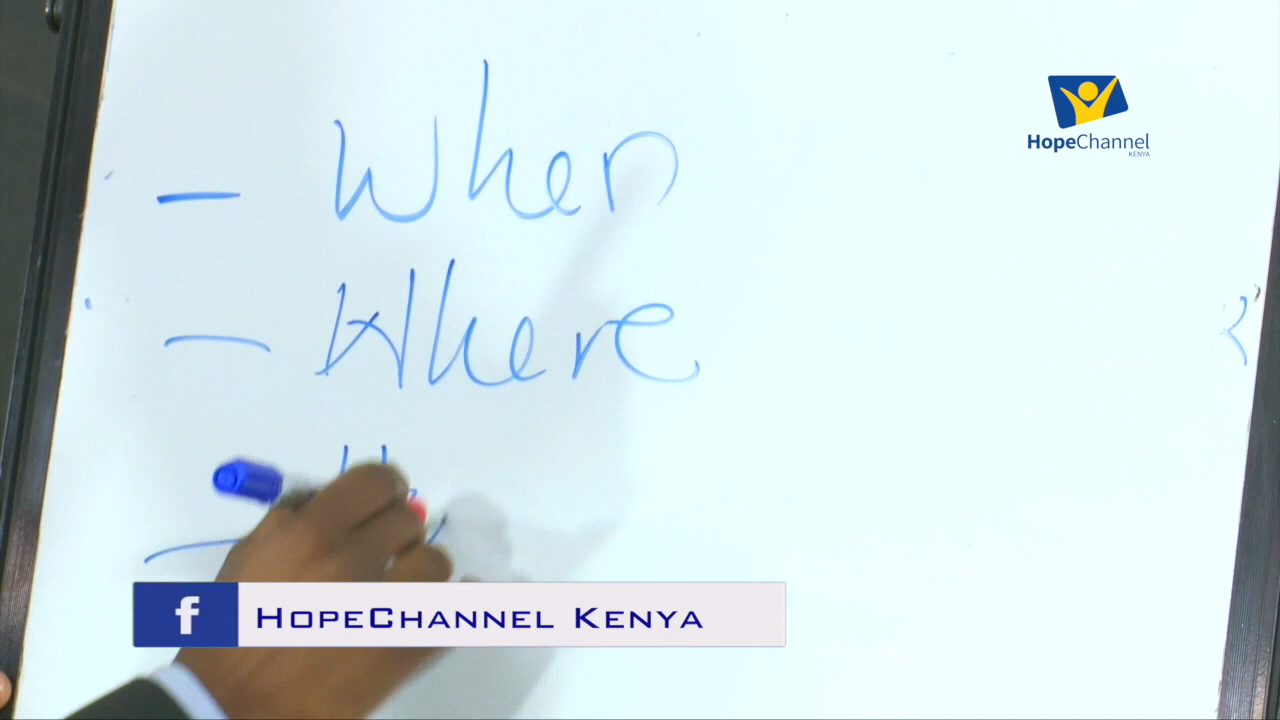 HopeChannel
KENYA
- When
- Where
-
f HopeChannel Kenya